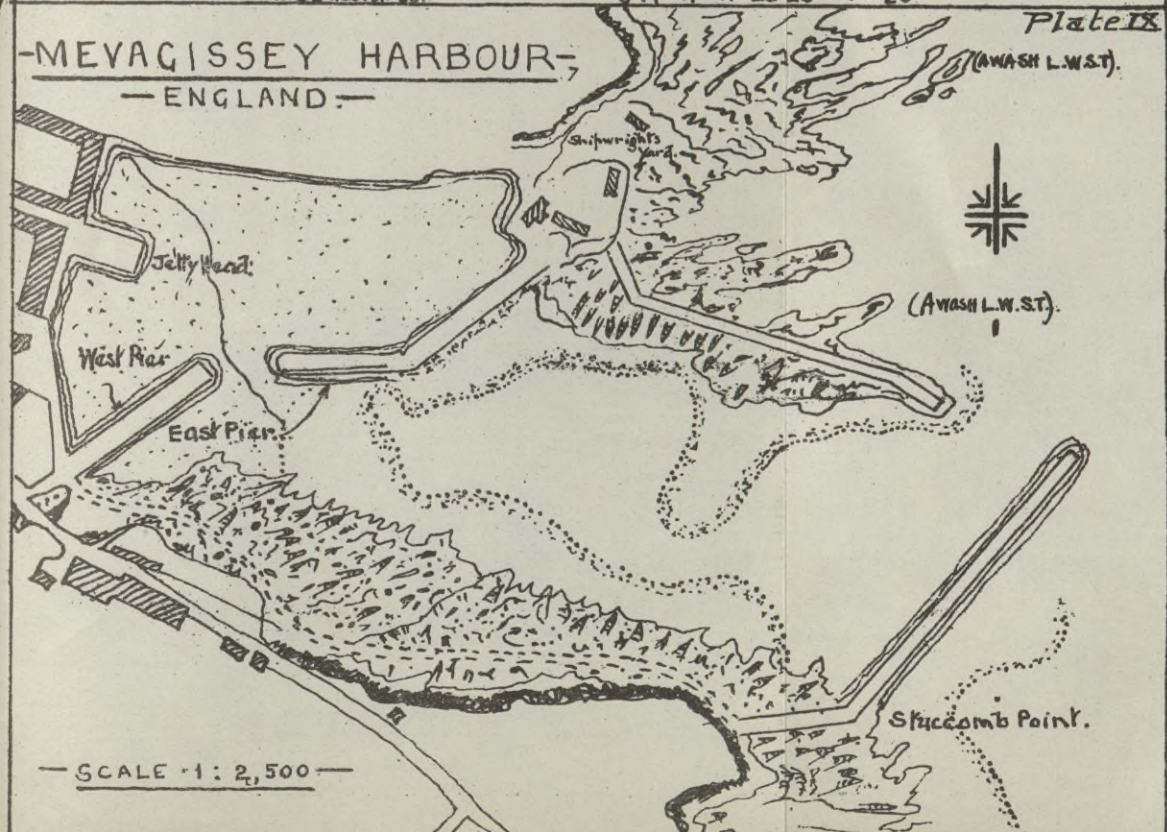 Plate IX
-MEVAGISSEY HARBOUR-
-ENGLAND-
(AWASH L.W.S.T).
Shipwrights
Yard.
Jetty Head.
(AWASH L.W.S.T).
West Pier
East Pier.
Stuccomb Point.
-SCALE 1:2,500-